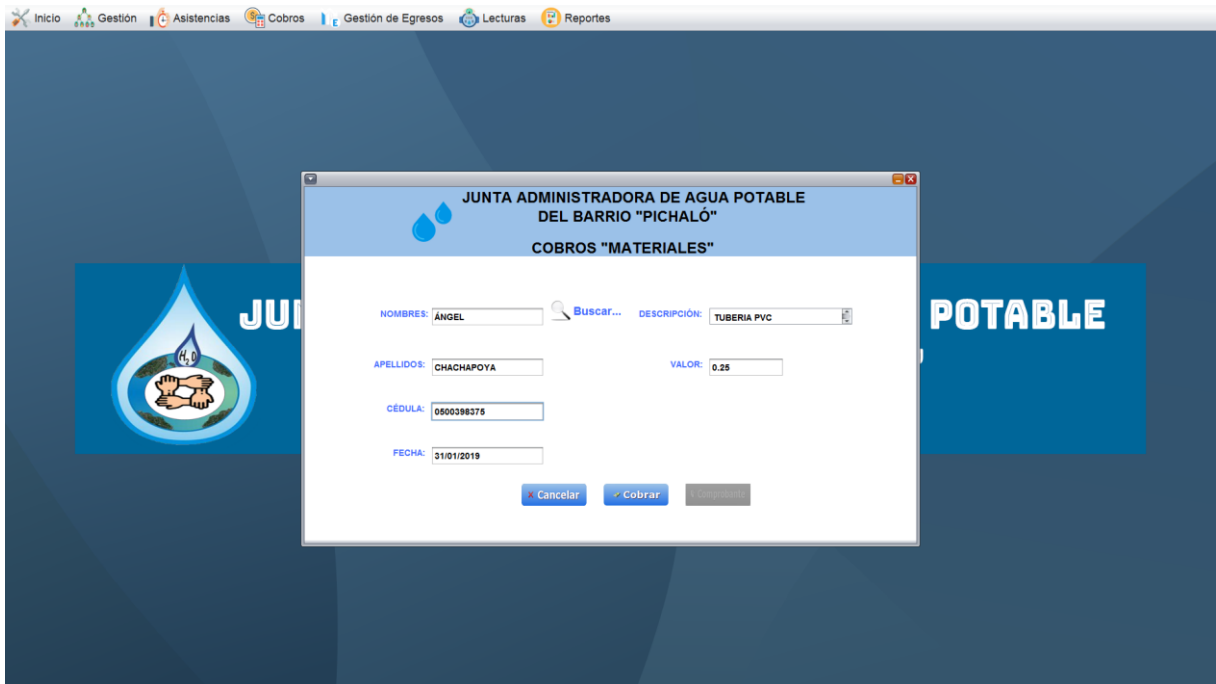 Inicio Gestión Asistencias Cobros Gestión de Egresos Lecturas Reportes
JUNTA ADMINISTRADORA DE AGUA POTABLE
DEL BARRIO "PICHALÓ"
COBROS "MATERIALES"
H2O
POTABLE
NOMBRES: ÁNGEL Buscar... DESCRIPCIÓN: TUBERIA PVC
APELLIDOS: CHACHAPOYA VALOR: 0.25
CÉDULA: 0500398375
FECHA: 31/01/2019
Cancelar Cobrar